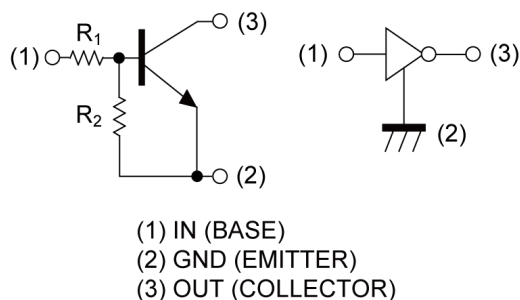 R1
(1)
R2
(3)
(2)
(1)
(3)
(2)
(1) IN (BASE)
(2) GND (EMITTER)
(3) OUT (COLLECTOR)